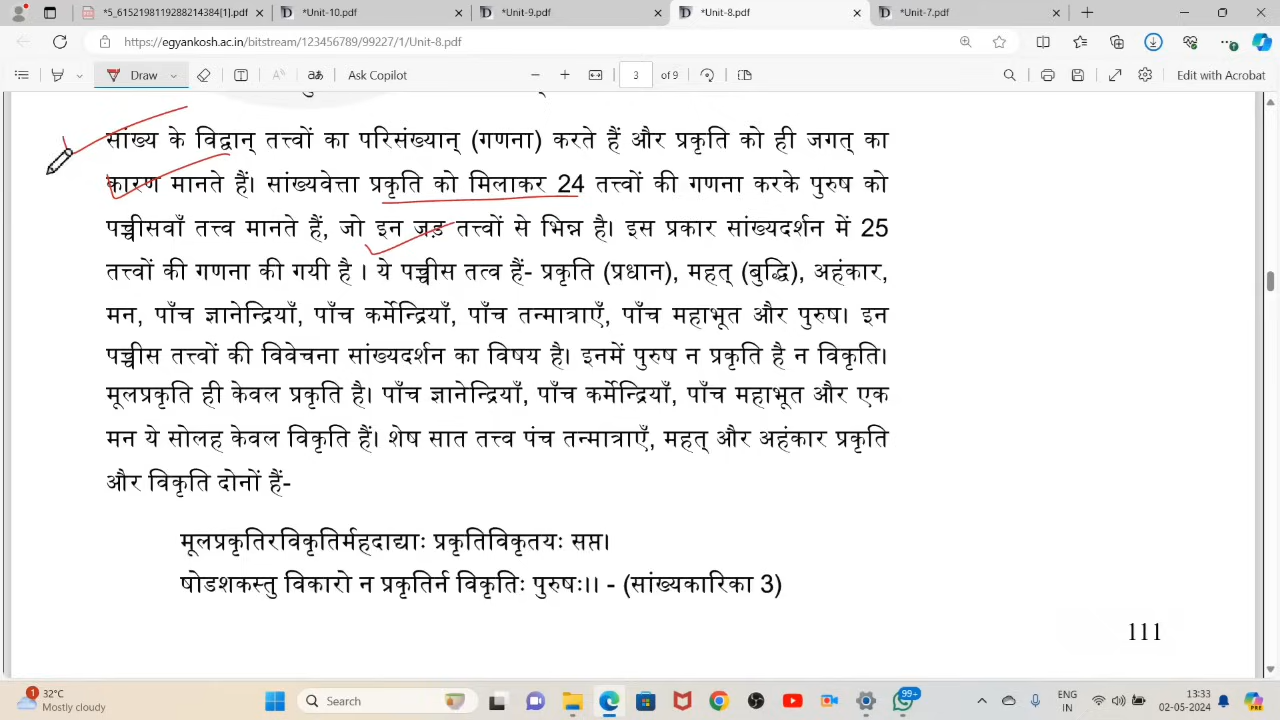 *5_6152198119288214384[1].pdf
*Unit-10.pdf
*Unit-9.pdf
*Unit-8.pdf
*Unit-7.pdf
https://egyankosh.ac.in/bitstream/123456789/99227/1/Unit-8.pdf
Draw
Ask Copilot
3 of 9
Edit with Acrobat
सांख्य के विद्वान् तत्त्वों का परिसंख्यान् (गणना) करते हैं और प्रकृति को ही जगत् का
कारण मानते हैं। सांख्यवेत्ता प्रकृति को मिलाकर 24 तत्त्वों की गणना करके पुरुष को
पच्चीसवाँ तत्त्व मानते हैं, जो इन जड़ तत्त्वों से भिन्न है। इस प्रकार सांख्यदर्शन में 25
तत्त्वों की गणना की गयी है । ये पच्चीस तत्व हैं- प्रकृति (प्रधान), महत् (बुद्धि), अहंकार,
मन, पाँच ज्ञानेन्द्रियाँ, पाँच कर्मेन्द्रियाँ, पाँच तन्मात्राएँ, पाँच महाभूत और पुरुष। इन
पच्चीस तत्त्वों की विवेचना सांख्यदर्शन का विषय है। इनमें पुरुष न प्रकृति है न विकृति।
मूलप्रकृति ही केवल प्रकृति है। पाँच ज्ञानेन्द्रियाँ, पाँच कर्मेन्द्रियाँ, पाँच महाभूत और एक
मन ये सोलह केवल विकृति हैं। शेष सात तत्त्व पंच तन्मात्राएँ, महत् और अहंकार प्रकृति
और विकृति दोनों हैं-
मूलप्रकृतिरविकृतिर्महदाद्याः प्रकृतिविकृतयः सप्त।
षोडशकस्तु विकारो न प्रकृतिर्न विकृतिः पुरुषः।। - (सांख्यकारिका 3)
111
1
32°C
Mostly cloudy
Search
99+
ENG
IN
13:33
02-05-2024